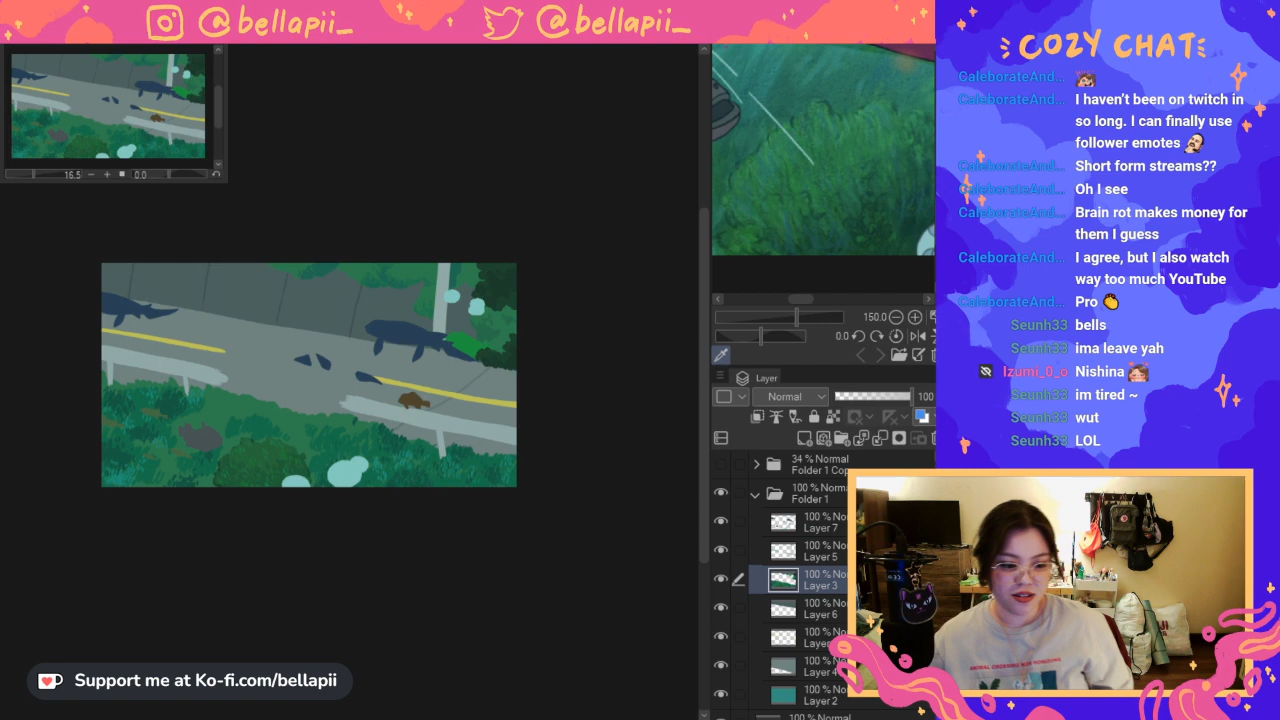 @bellapii_
@bellapii_
COZY CHAT
CaleborateAnd...
CaleborateAnd... I haven't been on twitch in
so long. I can finally use
follower emotes
CaleborateAnd... Short form streams??
CaleborateAnd... Oh I see
CaleborateAnd... Brain rot makes money for
them I guess
CaleborateAnd... I agree, but I also watch
way too much YouTube
CaleborateAnd... Pro
Seunh33 bells
Seunh33 ima leave yah
Izumi_0_o Nishina
Seunh33 im tired ~
Seunh33 wut
Seunh33 LOL
16.5
0.0
150.0
0.0
Layer
Normal
100
34 % Normal
Folder 1 Cop
100 % Norma
Folder 1
100 % No
Layer 7
100 % No
Layer 5
100 % No
Layer 3
100 % No
Layer 6
100 % No
Layer
100 % No
Layer 4
100 % No
Layer 2
100 % Normal
ANIMAL CROSSING NEW HORIZONS
Support me at Ko-fi.com/bellapii